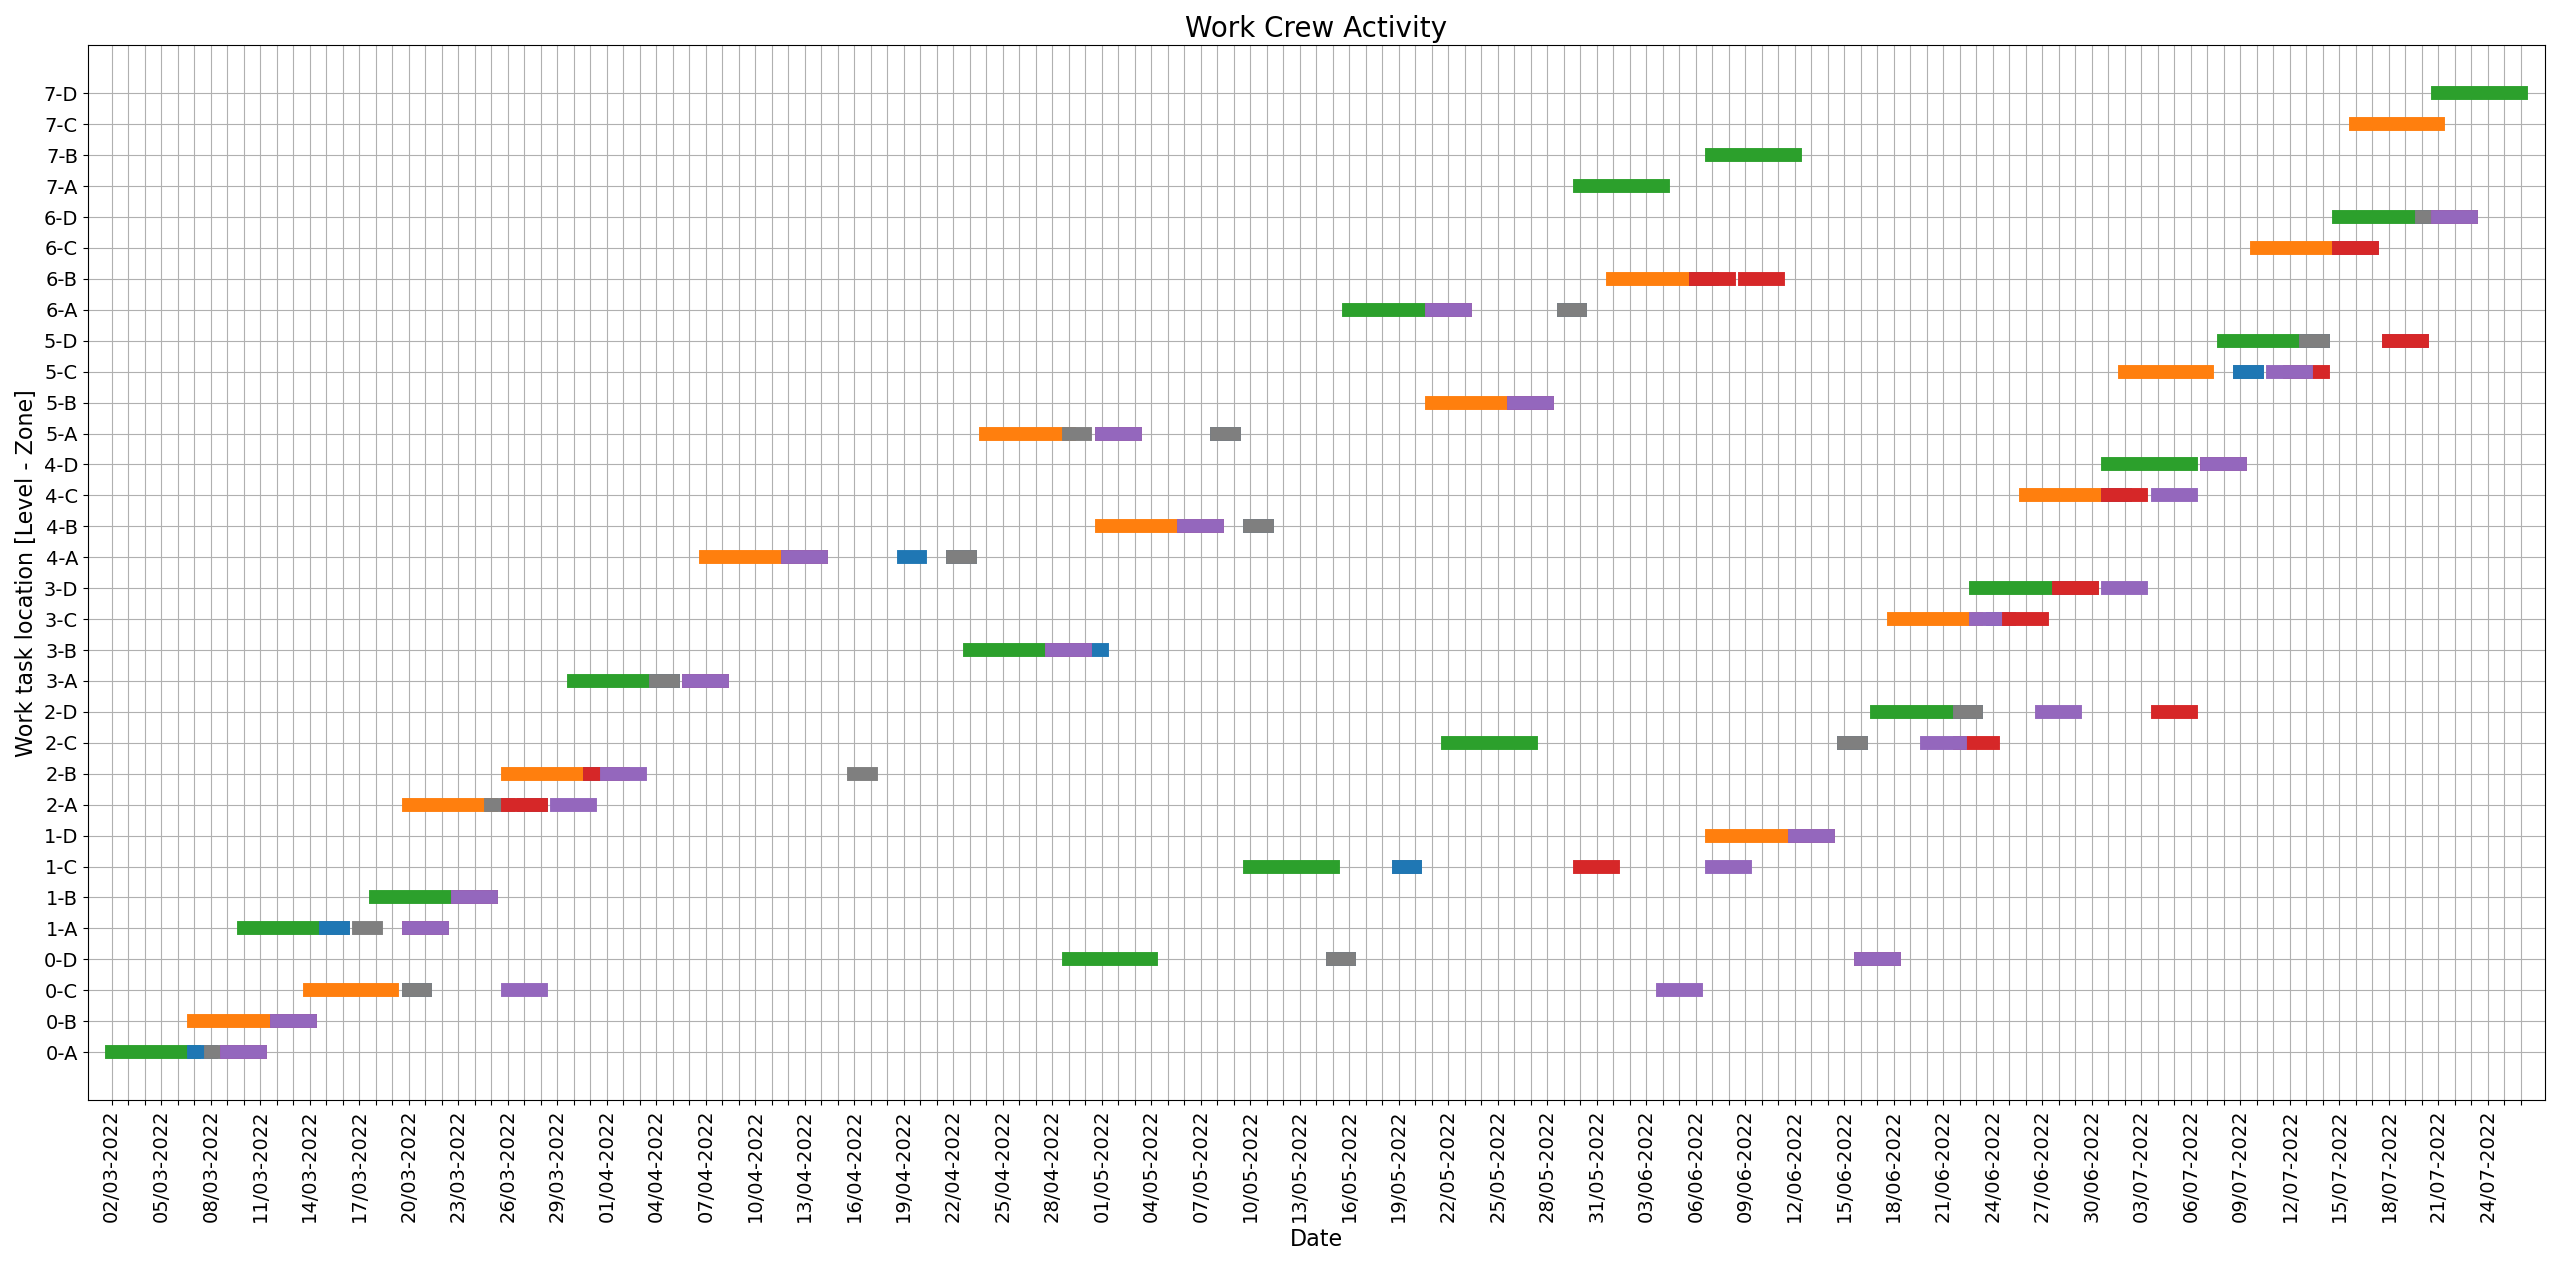 Work Crew Activity
Work task location [Level - Zone]
7-D
7-C
7-B
7-A
6-D
6-C
6-B
6-A
5-D
5-C
5-B
5-A
4-D
4-C
4-B
4-A
3-D
3-C
3-B
3-A
2-D
2-C
2-B
2-A
1-D
1-C
1-B
1-A
0-D
0-C
0-B
0-A
02/03-2022
05/03-2022
08/03-2022
11/03-2022
14/03-2022
17/03-2022
20/03-2022
23/03-2022
26/03-2022
29/03-2022
01/04-2022
04/04-2022
07/04-2022
10/04-2022
13/04-2022
16/04-2022
19/04-2022
22/04-2022
25/04-2022
28/04-2022
01/05-2022
04/05-2022
07/05-2022
10/05-2022
13/05-2022
16/05-2022
19/05-2022
22/05-2022
25/05-2022
28/05-2022
31/05-2022
03/06-2022
06/06-2022
09/06-2022
12/06-2022
15/06-2022
18/06-2022
21/06-2022
24/06-2022
27/06-2022
30/06-2022
03/07-2022
06/07-2022
09/07-2022
12/07-2022
15/07-2022
18/07-2022
21/07-2022
24/07-2022
Date